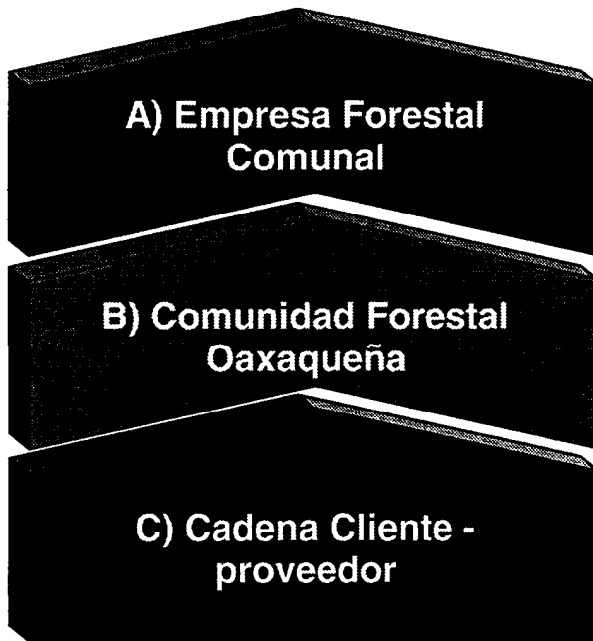 A) Empresa Forestal
Comunal
B) Comunidad Forestal
Oaxaqueña
C) Cadena Cliente -
proveedor